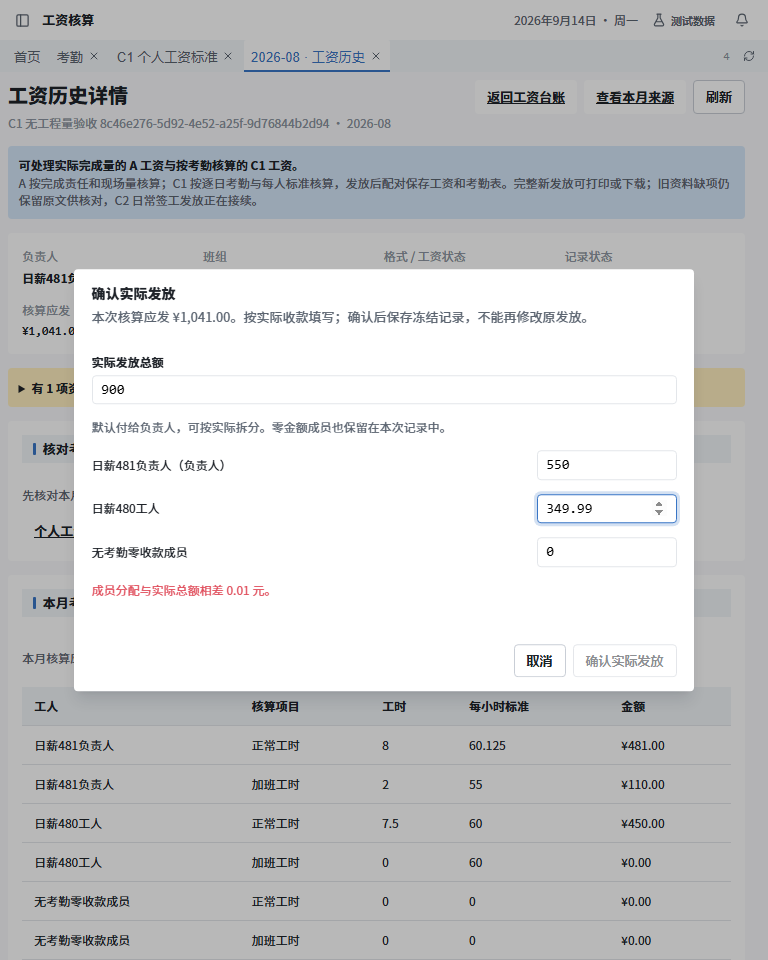 工资核算
2026年9月14日 · 周一
测试数据
首页
考勤
C1 个人工资标准
2026-08 · 工资历史
4
工资历史详情
返回工资台账
查看本月来源
刷新
C1 无工程量验收 8c46e276-5d92-4e52-a25f-9d76844b2d94 · 2026-08
可处理实际完成量的 A 工资与按考勤核算的 C1 工资。
A 按完成责任和现场量核算；C1 按逐日考勤与每人标准核算，发放后配对保存工资和考勤表。完整新发放可打印或下载；旧资料缺项仍
保留原文供核对，C2 日常签工发放正在接续。
负责人
班组
格式 / 工资状态
记录状态
日薪481
核算应发
¥1,041.0
有 1 项
核对
先核对本
个人工
本月
本月核算
确认实际发放
本次核算应发 ¥1,041.00。按实际收款填写；确认后保存冻结记录，不能再修改原发放。
实际发放总额
900
默认付给负责人，可按实际拆分。零金额成员也保留在本次记录中。
日薪481负责人（负责人）
550
日薪480工人
349.99
无考勤零收款成员
0
成员分配与实际总额相差 0.01 元。
取消
确认实际发放
工人 核算项目 工时 每小时标准 金额
日薪481负责人 正常工时 8 60.125 ¥481.00
日薪481负责人 加班工时 2 55 ¥110.00
日薪480工人 正常工时 7.5 60 ¥450.00
日薪480工人 加班工时 0 60 ¥0.00
无考勤零收款成员 正常工时 0 0 ¥0.00
无考勤零收款成员 加班工时 0 0 ¥0.00